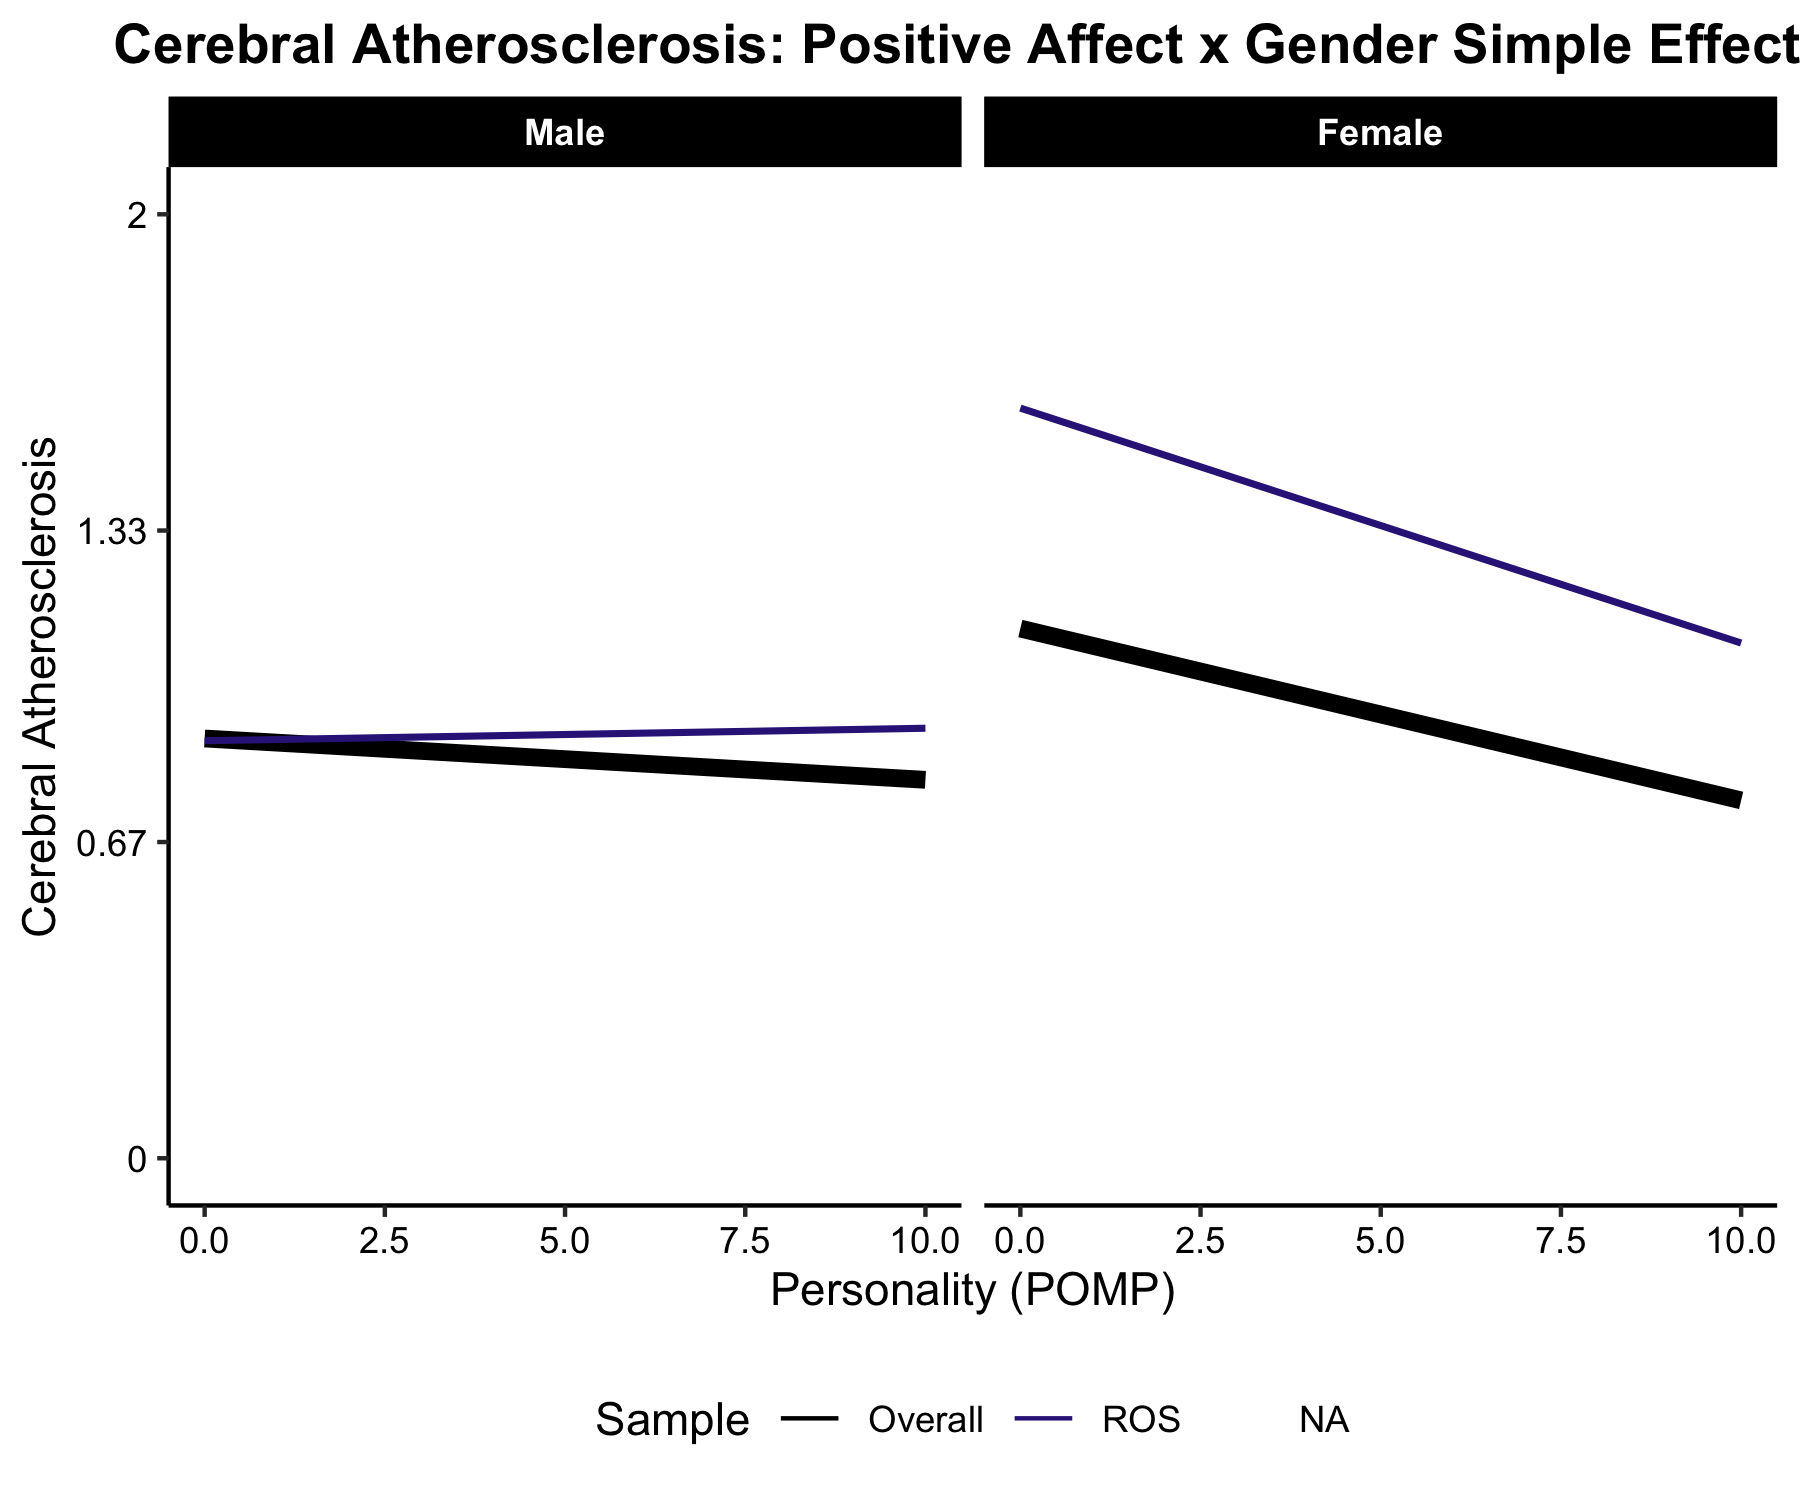 Cerebral Atherosclerosis: Positive Affect x Gender Simple Effect
Male
Female
Cerebral Atherosclerosis
2
1.33
0.67
0
0.0 2.5 5.0 7.5 10.0
0.0 2.5 5.0 7.5 10.0
Personality (POMP)
Sample Overall ROS NA